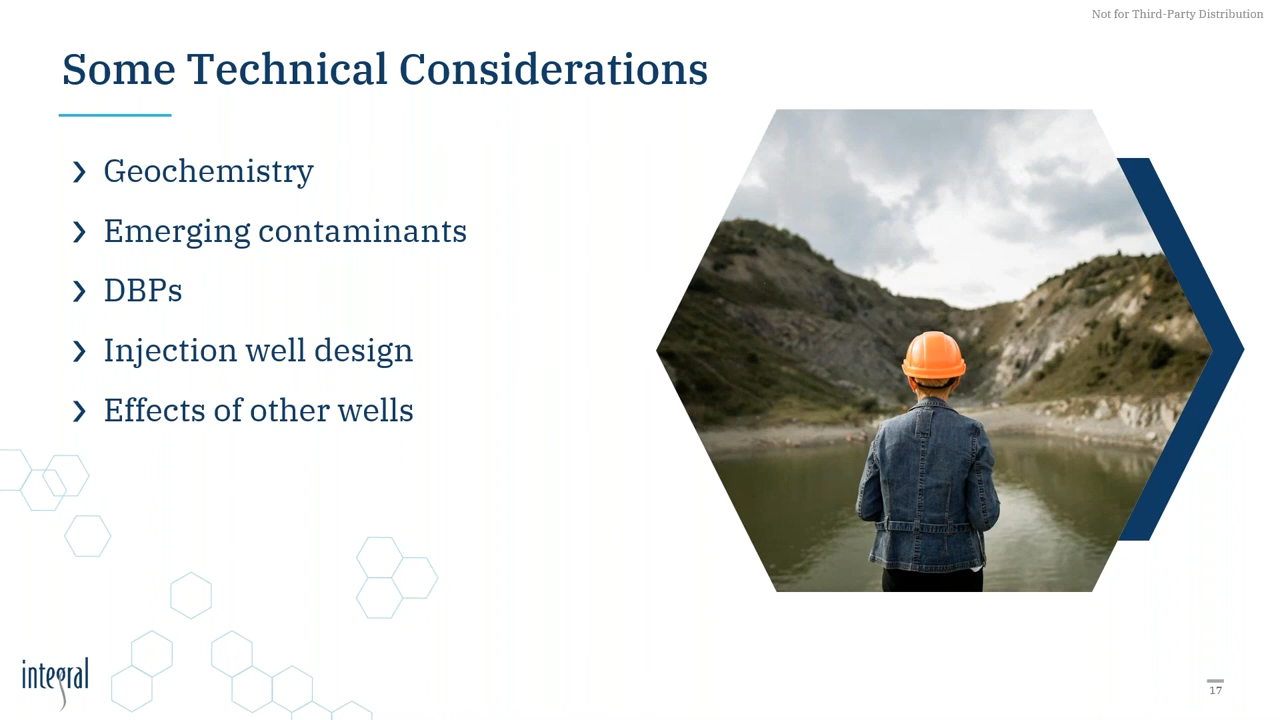 Not for Third-Party Distribution
Some Technical Considerations
› Geochemistry
› Emerging contaminants
› DBPs
› Injection well design
› Effects of other wells
integral
17